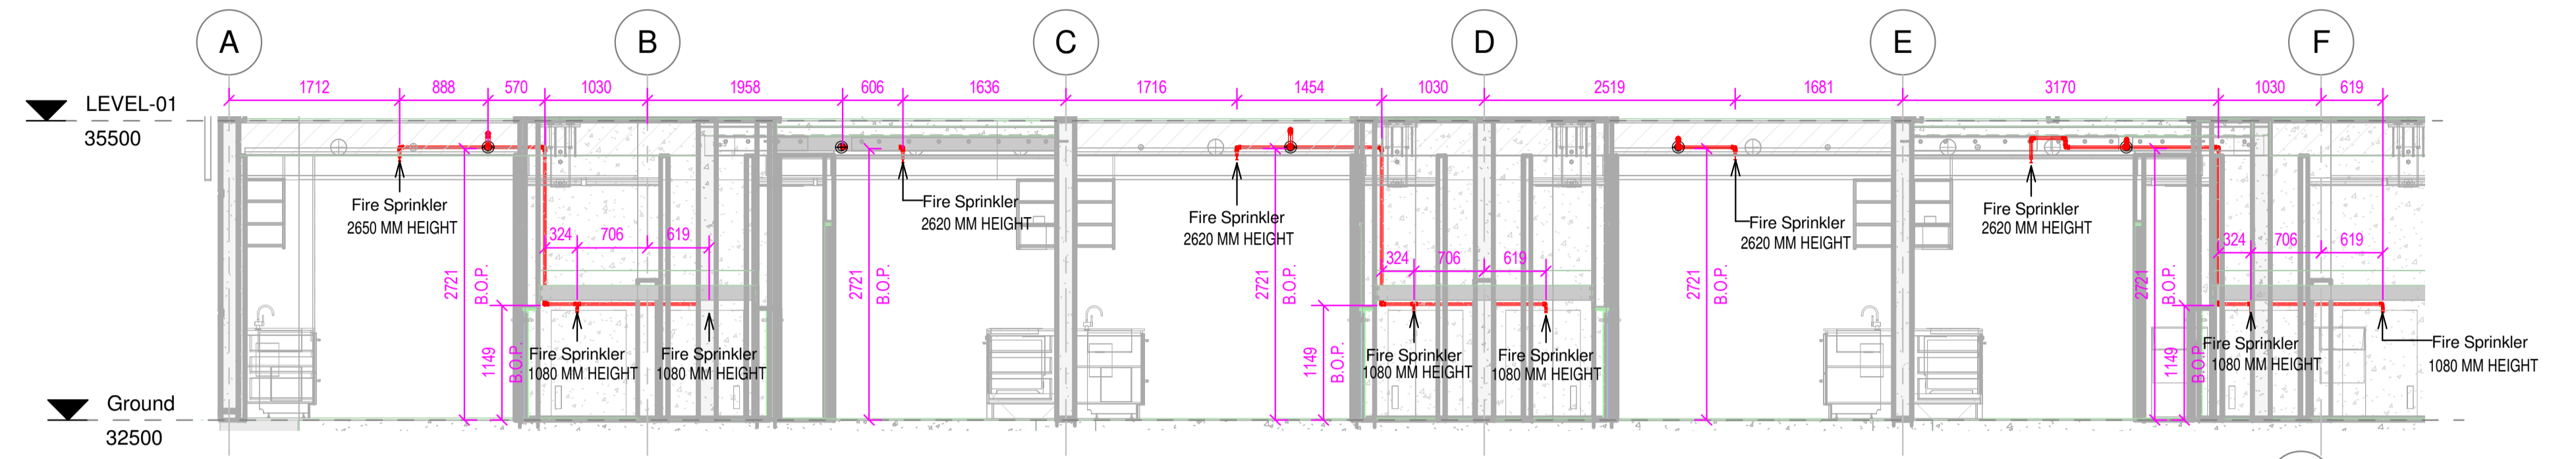 A B C D E F
1712 888 570 1030 1958 606 1636 1716 1454 1030 2519 1681 3170 1030 619
LEVEL-01
35500
Fire Sprinkler
2650 MM HEIGHT
Fire Sprinkler
2620 MM HEIGHT
Fire Sprinkler
2620 MM HEIGHT
Fire Sprinkler
2620 MM HEIGHT
Fire Sprinkler
2620 MM HEIGHT
324 706 619
324 706 619
324 706 619
2721
B.O.P.
2721
B.O.P.
2721
B.O.P.
2721
B.O.P.
2721
B.O.P.
1149
B.O.P.
1149
B.O.P.
1149
B.O.P.
Fire Sprinkler
1080 MM HEIGHT
Fire Sprinkler
1080 MM HEIGHT
Fire Sprinkler
1080 MM HEIGHT
Fire Sprinkler
1080 MM HEIGHT
Fire Sprinkler
1080 MM HEIGHT
Fire Sprinkler
1080 MM HEIGHT
Ground
32500